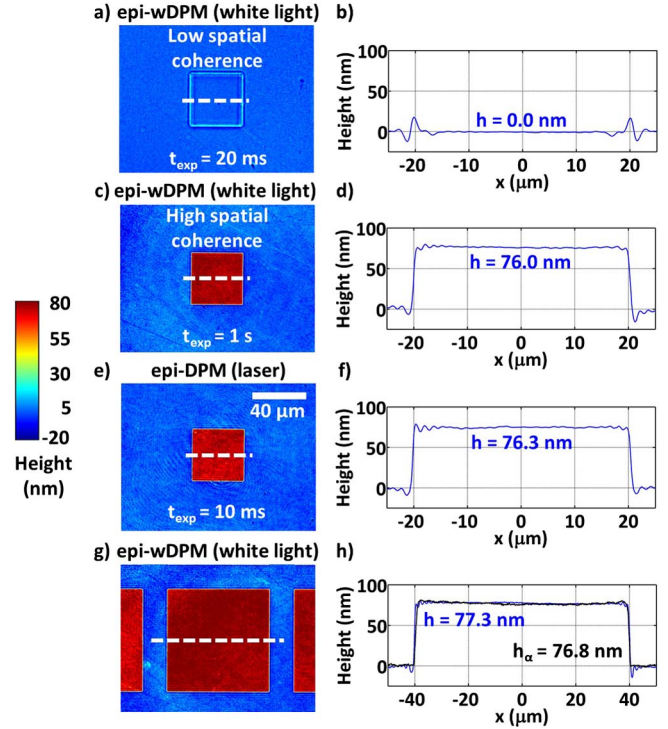 a) epi-wDPM (white light)
Low spatial
coherence
t_exp = 20 ms
b)
Height (nm)
100
50
0
h = 0.0 nm
-20 -10 0 10 20
x (μm)
c) epi-wDPM (white light)
High spatial
coherence
t_exp = 1 s
d)
Height (nm)
100
50
0
h = 76.0 nm
-20 -10 0 10 20
x (μm)
80
55
30
5
-20
Height
(nm)
e) epi-DPM (laser)
40 μm
t_exp = 10 ms
f)
Height (nm)
100
50
0
h = 76.3 nm
-20 -10 0 10 20
x (μm)
g) epi-wDPM (white light)
h)
Height (nm)
100
50
0
h = 77.3 nm
h_α = 76.8 nm
-40 -20 0 20 40
x (μm)